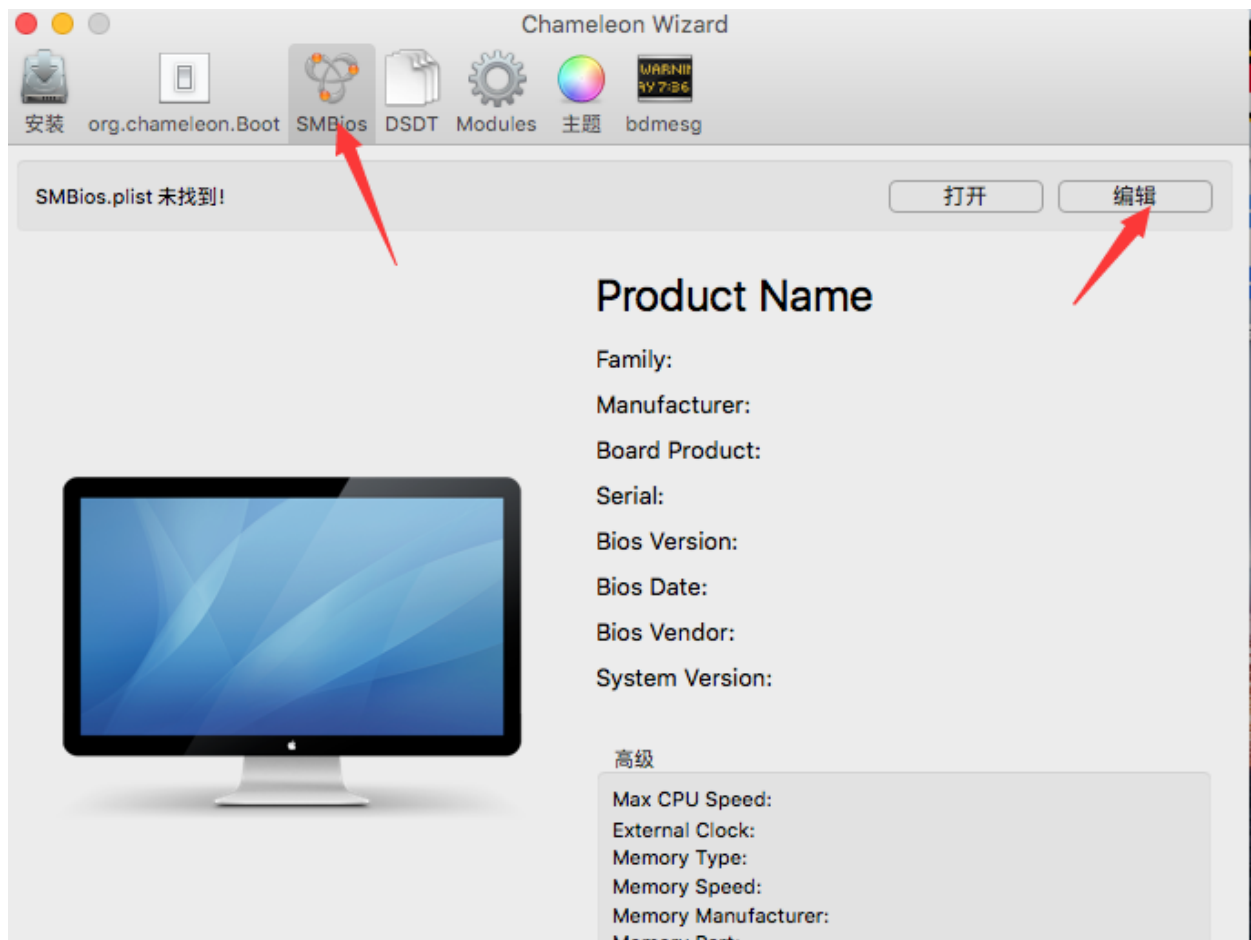 Chameleon Wizard
安装 org.chameleon.Boot SMBios DSDT Modules 主题 bdmesg
SMBios.plist 未找到! 打开 编辑
Product Name
Family:
Manufacturer:
Board Product:
Serial:
Bios Version:
Bios Date:
Bios Vendor:
System Version:
高级
Max CPU Speed:
External Clock:
Memory Type:
Memory Speed:
Memory Manufacturer: